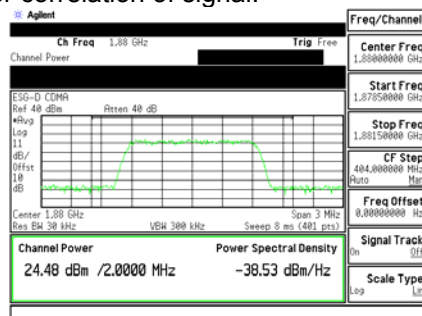 r correlation of signal.
Agilent
Freq/Channel
Ch Freq 1.88 GHz Trig Free
Channel Power
Center Freq
1.88000000 GHz
Start Freq
1.87850000 GHz
Stop Freq
1.88150000 GHz
CF Step
404.000000 MHz
Auto Man
Freq Offset
0.00000000 Hz
Signal Track
On Off
Scale Type
Log Lin
ESG-D CDMA
Ref 40 dBm Atten 40 dB
#Avg
Log
11
dB/
Offst
10
dB
Center 1.88 GHz Span 3 MHz
Res BW 30 kHz VBW 300 kHz Sweep 8 ms (401 pts)
Channel Power Power Spectral Density
24.48 dBm /2.0000 MHz -38.53 dBm/Hz